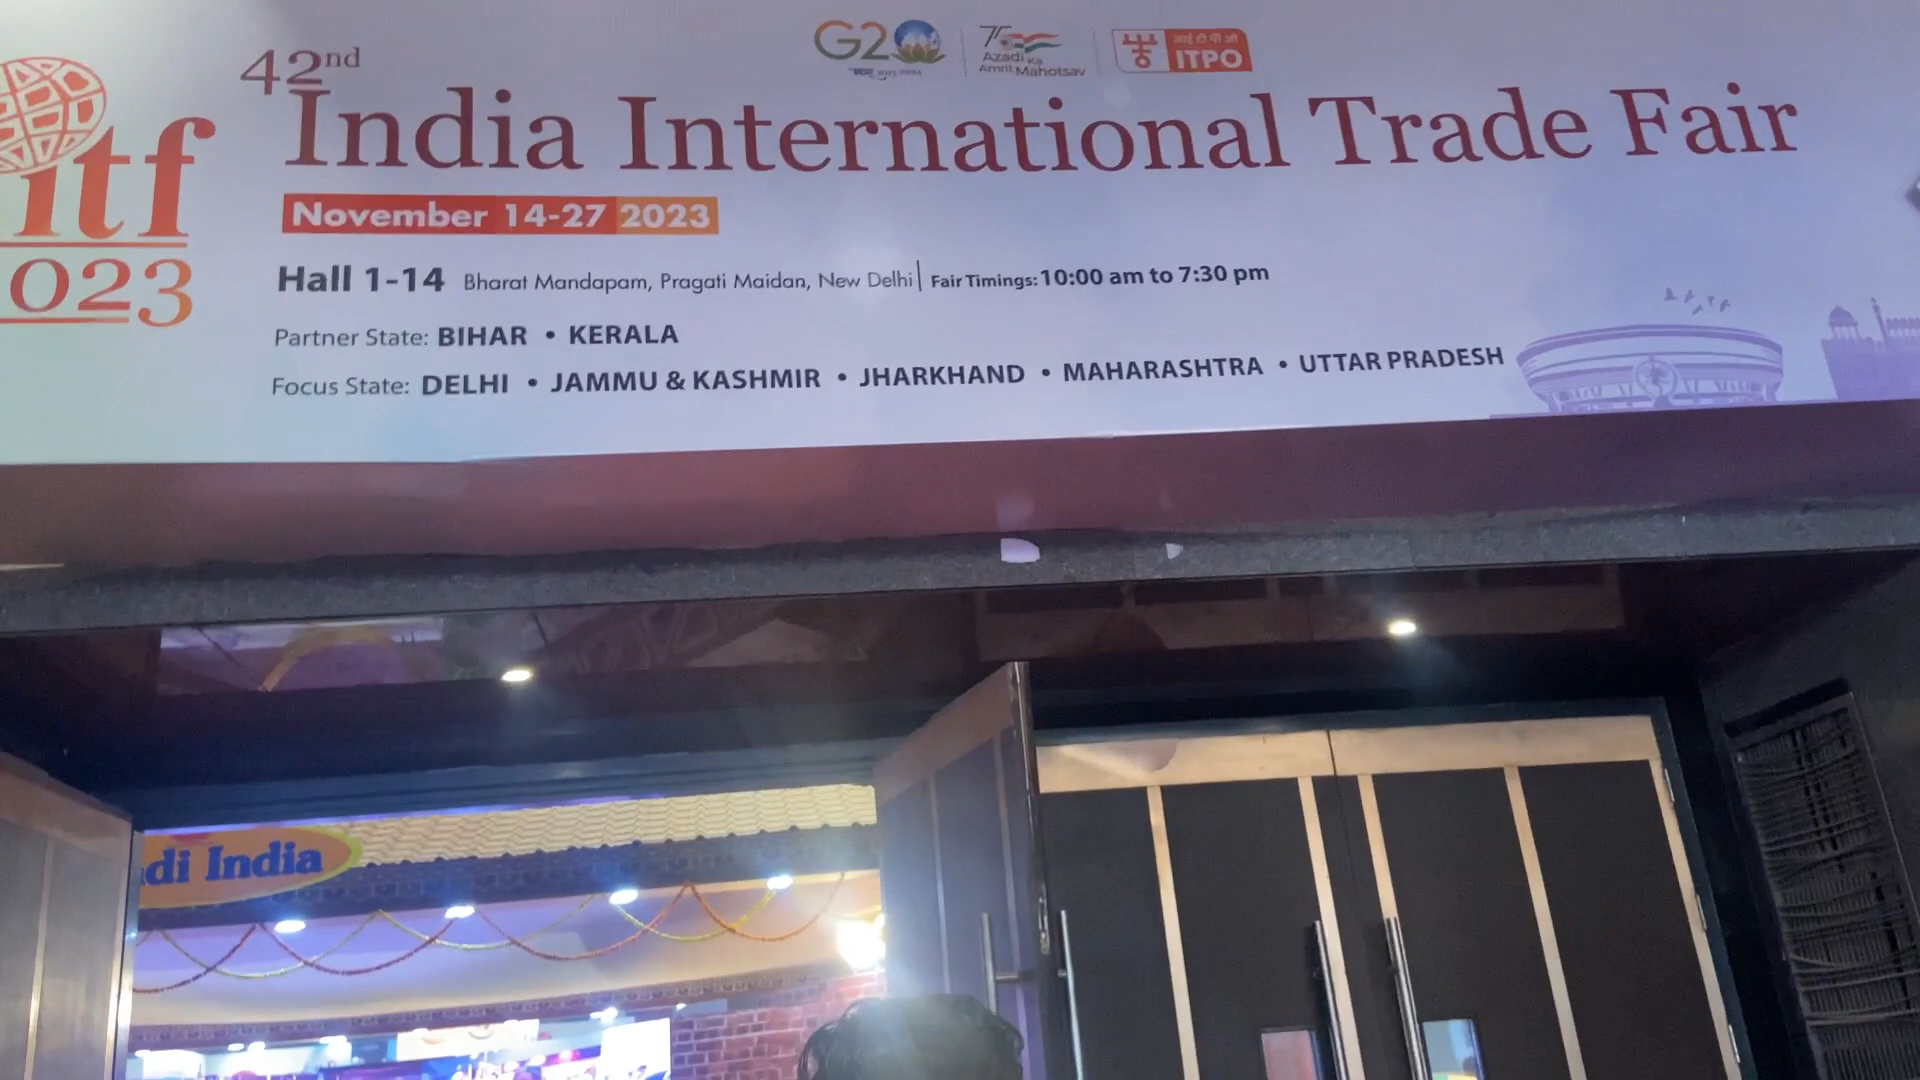 G20
75
Azadi Ka
Amrit Mahotsav
आई टी पी ओ
ITPO
42nd
India International Trade Fair
itf
023
November 14-27 2023
Hall 1-14 Bharat Mandapam, Pragati Maidan, New Delhi | Fair Timings: 10:00 am to 7:30 pm
Partner State: BIHAR • KERALA
Focus State: DELHI • JAMMU & KASHMIR • JHARKHAND • MAHARASHTRA • UTTAR PRADESH
di India